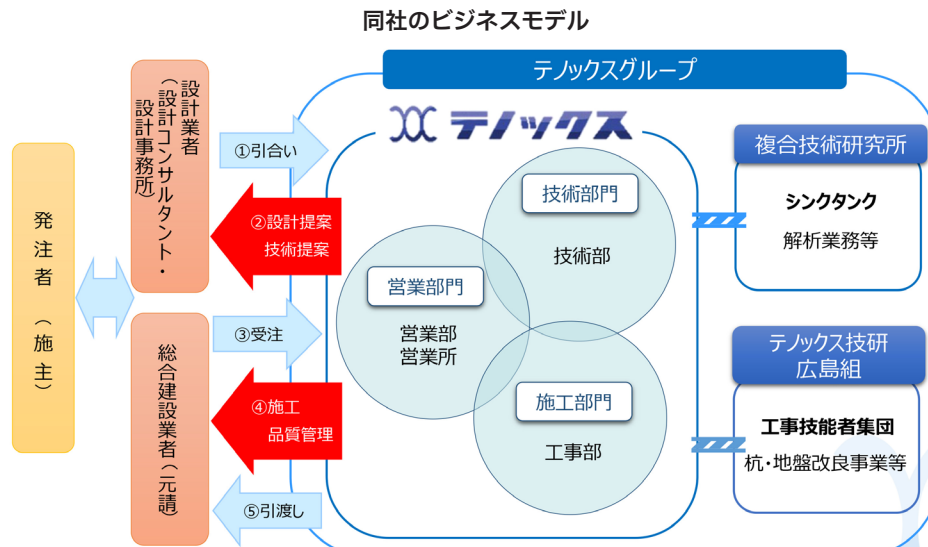 同社のビジネスモデル
テノックスグループ
発注者（施主）
設計業者
（設計コンサルタント・
設計事務所）
総合建設業者（元請）
①引合い
②設計提案
技術提案
③受注
④施工
品質管理
⑤引渡し
テノックス
技術部門
技術部
営業部門
営業部
営業所
施工部門
工事部
複合技術研究所
シンクタンク
解析業務等
テノックス技研
広島組
工事技能者集団
杭・地盤改良事業等